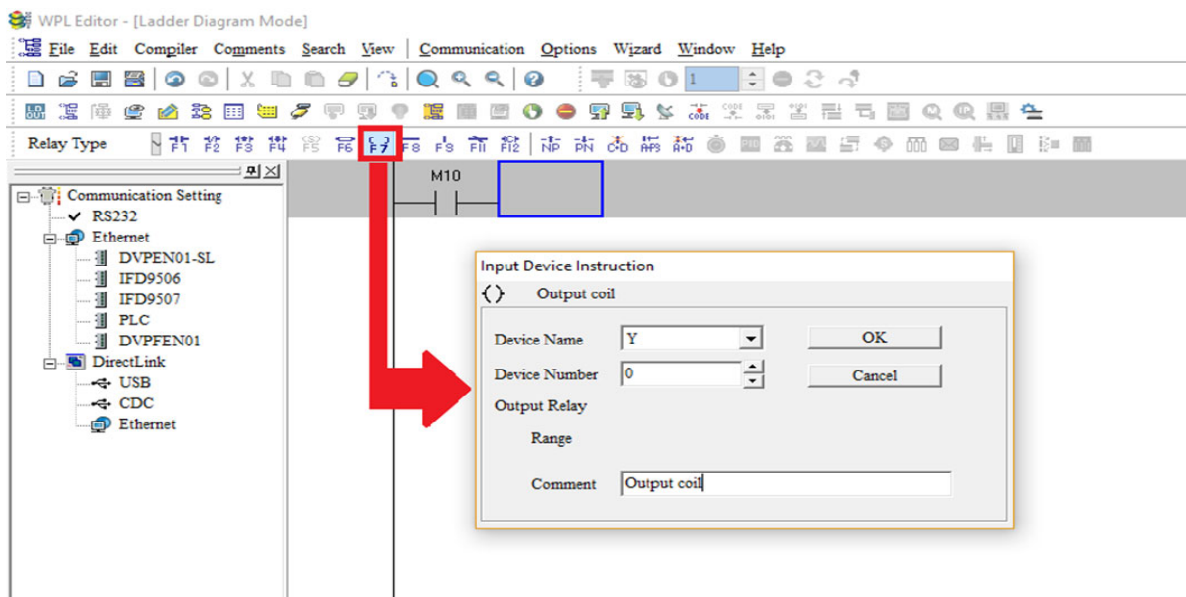 WPL Editor - [Ladder Diagram Mode]
File Edit Compiler Comments Search View Communication Options Wizard Window Help
1
Relay Type F1 F2 F3 F4 F5 F6 F7 F8 F9 F11 F12 NP PN
Communication Setting
RS232
Ethernet
DVPEN01-SL
IFD9506
IFD9507
PLC
DVPFEN01
DirectLink
USB
CDC
Ethernet
M10
Input Device Instruction
Output coil
Device Name Y OK
Device Number 0 Cancel
Output Relay
Range
Comment Output coil